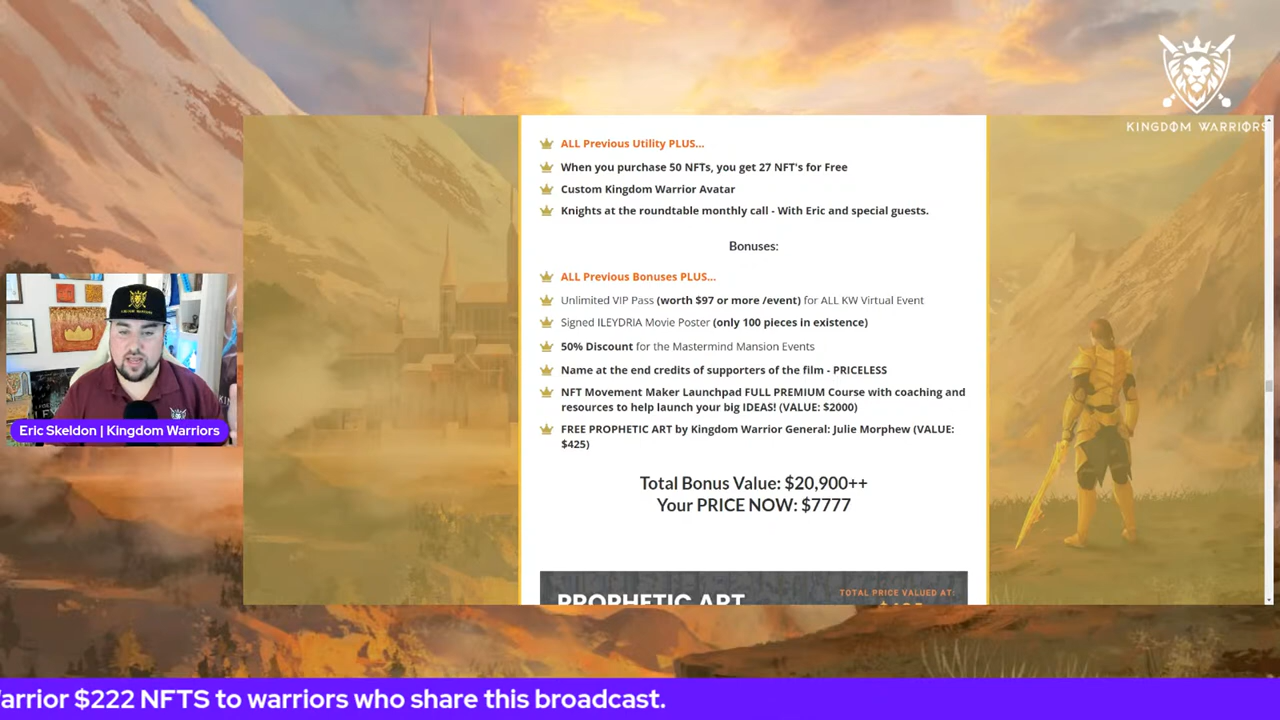 KINGDOM WARRIORS
ALL Previous Utility PLUS...
When you purchase 50 NFTs, you get 27 NFT's for Free
Custom Kingdom Warrior Avatar
Knights at the roundtable monthly call - With Eric and special guests.
Bonuses:
ALL Previous Bonuses PLUS...
Unlimited VIP Pass (worth $97 or more /event) for ALL KW Virtual Event
Signed ILEYDRIA Movie Poster (only 100 pieces in existence)
50% Discount for the Mastermind Mansion Events
Name at the end credits of supporters of the film - PRICELESS
NFT Movement Maker Launchpad FULL PREMIUM Course with coaching and
resources to help launch your big IDEAS! (VALUE: $2000)
FREE PROPHETIC ART by Kingdom Warrior General: Julie Morphew (VALUE:
$425)
Total Bonus Value: $20,900++
Your PRICE NOW: $7777
PROPHETIC ART
TOTAL PRICE VALUED AT:
Eric Skeldon | Kingdom Warriors
arrior $222 NFTS to warriors who share this broadcast.